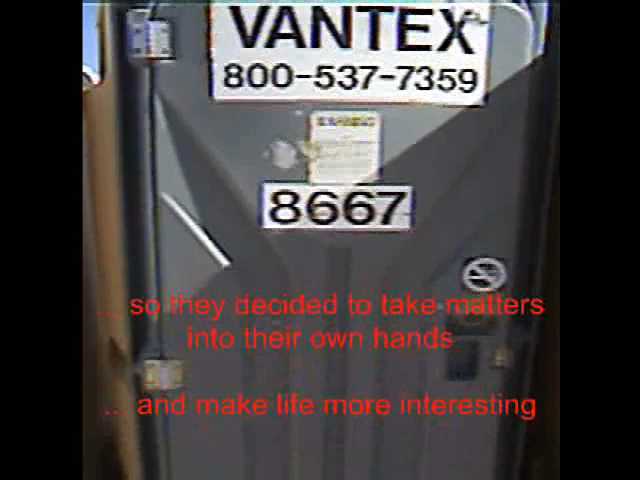 VANTEX
800-537-7359
8667
... so they decided to take matters
into their own hands
... and make life more interesting